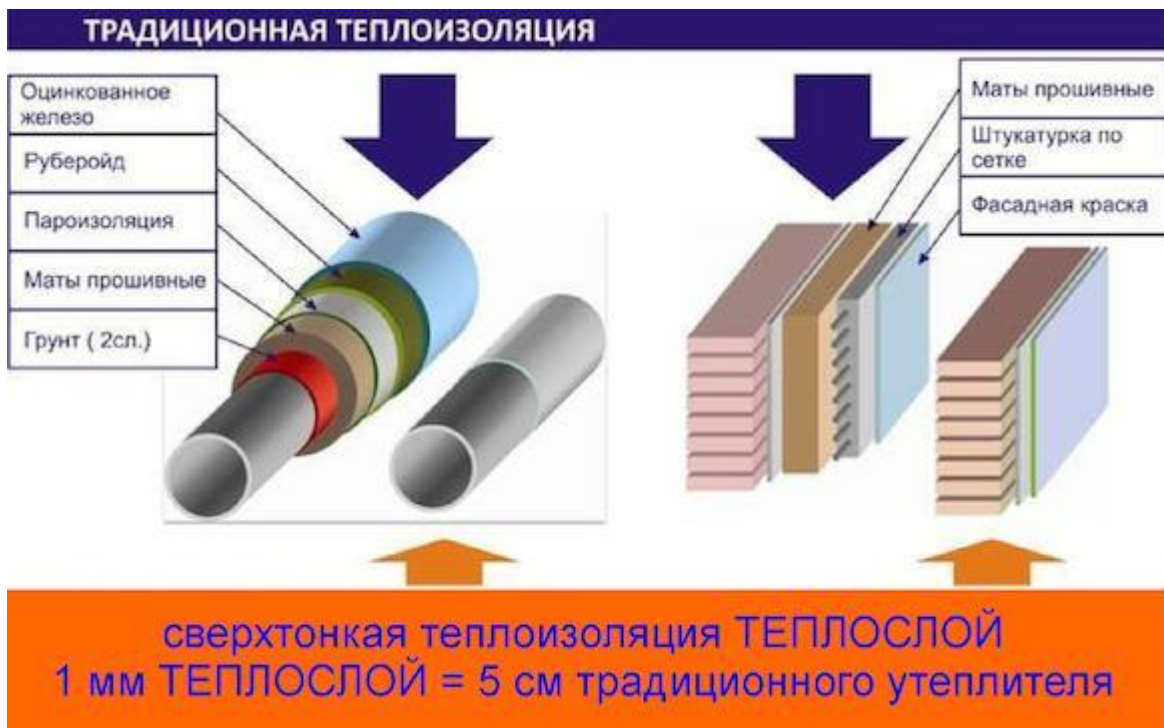 ТРАДИЦИОННАЯ ТЕПЛОИЗОЛЯЦИЯ
Оцинкованное
железо
Рубероид
Пароизоляция
Маты прошивные
Грунт ( 2сл.)
Маты прошивные
Штукатурка по
сетке
Фасадная краска
сверхтонкая теплоизоляция ТЕПЛОСЛОЙ
1 мм ТЕПЛОСЛОЙ = 5 см традиционного утеплителя